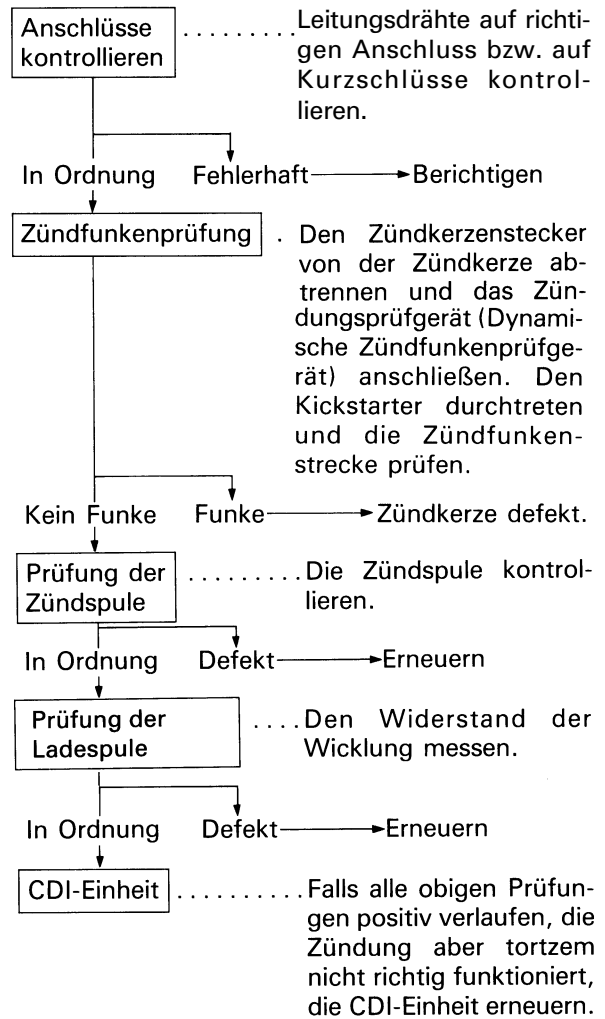 Anschlüsse
kontrollieren
. . . . . . . . . Leitungsdrähte auf richti-
gen Anschluss bzw. auf
Kurzschlüsse kontrol-
lieren.
In Ordnung Fehlerhaft Berichtigen
Zündfunkenprüfung . Den Zündkerzenstecker
von der Zündkerze ab-
trennen und das Zün-
dungsprüfgerät (Dynami-
sche Zündfunkenprüfge-
rät) anschließen. Den
Kickstarter durchtreten
und die Zündfunken-
strecke prüfen.
Kein Funke Funke Zündkerze defekt.
Prüfung der
Zündspule
. . . . . . . . . Die Zündspule kontrol-
lieren.
In Ordnung Defekt Erneuern
Prüfung der
Ladespule
. . . . Den Widerstand der
Wicklung messen.
In Ordnung Defekt Erneuern
CDI-Einheit . . . . . . . . . . Falls alle obigen Prüfun-
gen positiv verlaufen, die
Zündung aber tortzem
nicht richtig funktioniert,
die CDI-Einheit erneuern.